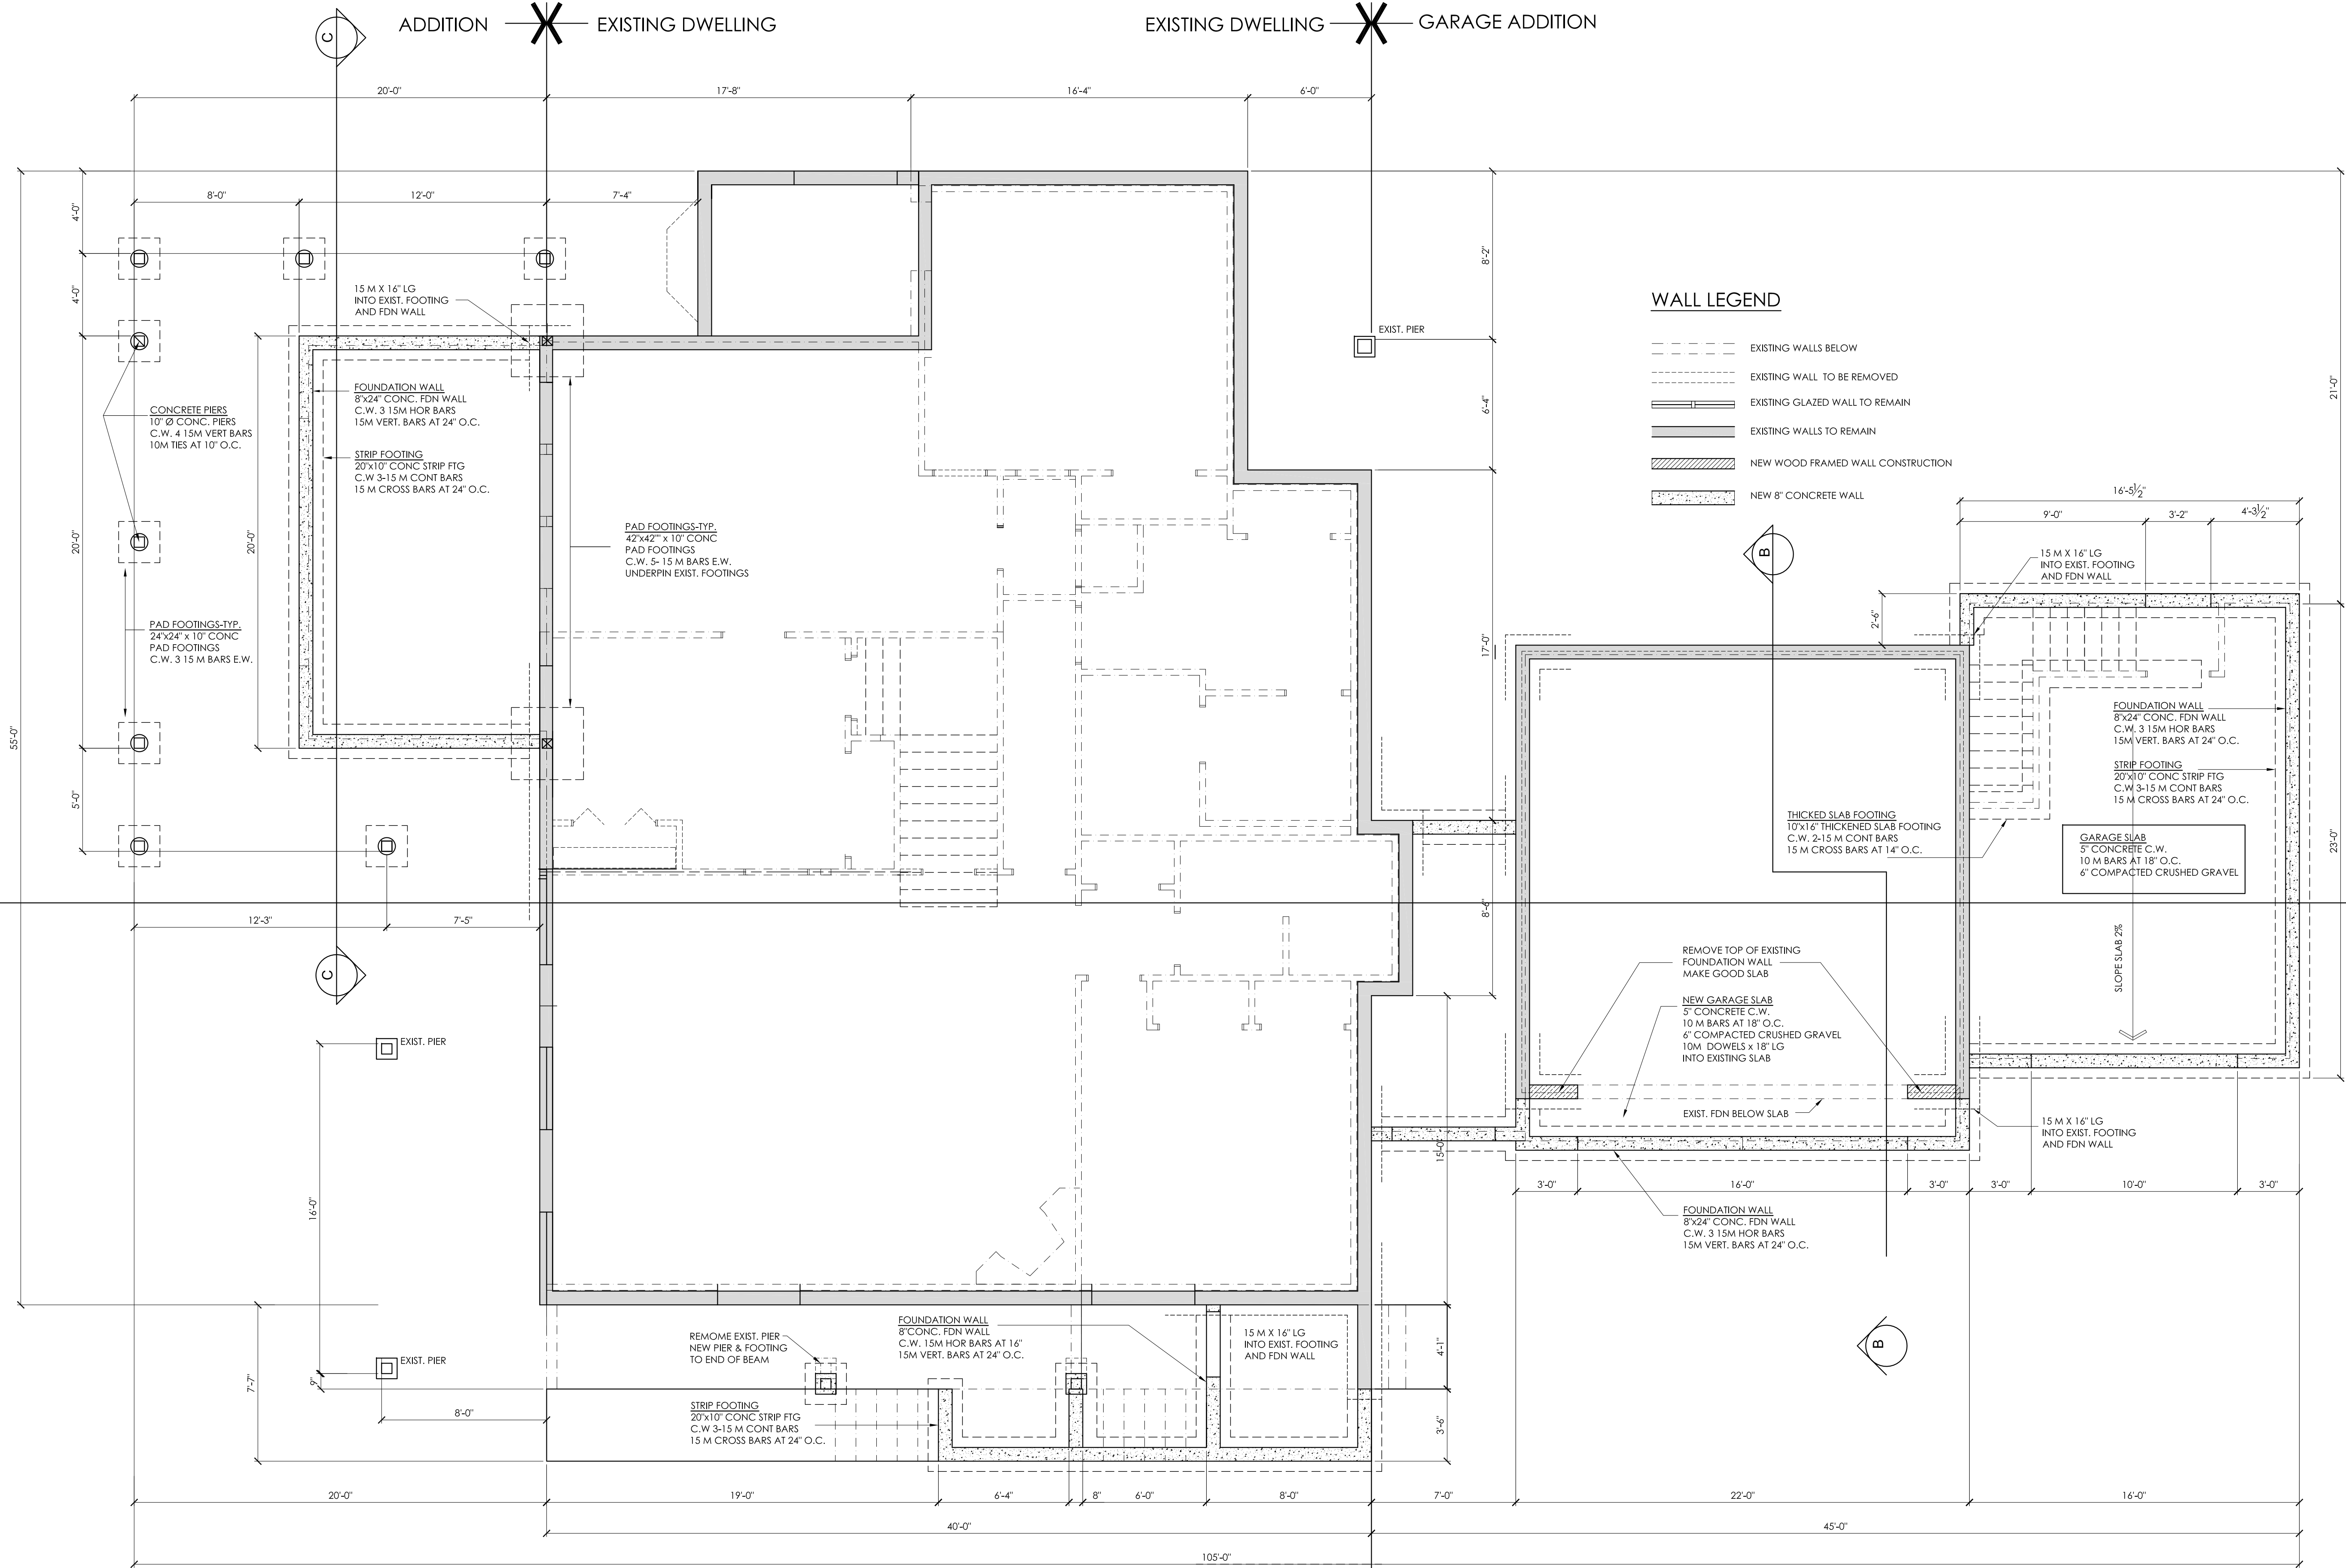 ADDITION
EXISTING DWELLING
EXISTING DWELLING
GARAGE ADDITION
C
20'-0"
17'-8"
16'-4"
6'-0"
8'-0"
12'-0"
7'-4"
4'-0"
4'-0"
20'-0"
5'-0"
55'-0"
20'-0"
15 M X 16" LG
INTO EXIST. FOOTING
AND FDN WALL
CONCRETE PIERS
10" Ø CONC. PIERS
C.W. 4 15M VERT BARS
10M TIES AT 10" O.C.
FOUNDATION WALL
8"x24" CONC. FDN WALL
C.W. 3 15M HOR BARS
15M VERT. BARS AT 24" O.C.
STRIP FOOTING
20"x10" CONC STRIP FTG
C.W 3-15 M CONT BARS
15 M CROSS BARS AT 24" O.C.
PAD FOOTINGS-TYP.
42"x42"" x 10" CONC
PAD FOOTINGS
C.W. 5- 15 M BARS E.W.
UNDERPIN EXIST. FOOTINGS
PAD FOOTINGS-TYP.
24"x24" x 10" CONC
PAD FOOTINGS
C.W. 3 15 M BARS E.W.
EXIST. PIER
8'-2"
6'-4"
17'-0"
8'-6"
15'-0"
4'-1"
3'-6"
WALL LEGEND
EXISTING WALLS BELOW
EXISTING WALL TO BE REMOVED
EXISTING GLAZED WALL TO REMAIN
EXISTING WALLS TO REMAIN
NEW WOOD FRAMED WALL CONSTRUCTION
NEW 8" CONCRETE WALL
16'-5½"
9'-0"
3'-2"
4'-3½"
21'-0"
23'-0"
2'-6"
B
15 M X 16" LG
INTO EXIST. FOOTING
AND FDN WALL
FOUNDATION WALL
8"x24" CONC. FDN WALL
C.W. 3 15M HOR BARS
15M VERT. BARS AT 24" O.C.
STRIP FOOTING
20"x10" CONC STRIP FTG
C.W 3-15 M CONT BARS
15 M CROSS BARS AT 24" O.C.
THICKED SLAB FOOTING
10"x16" THICKENED SLAB FOOTING
C.W. 2-15 M CONT BARS
15 M CROSS BARS AT 14" O.C.
GARAGE SLAB
5" CONCRETE C.W.
10 M BARS AT 18" O.C.
6" COMPACTED CRUSHED GRAVEL
SLOPE SLAB 2%
REMOVE TOP OF EXISTING
FOUNDATION WALL
MAKE GOOD SLAB
NEW GARAGE SLAB
5" CONCRETE C.W.
10 M BARS AT 18" O.C.
6" COMPACTED CRUSHED GRAVEL
10M DOWELS x 18" LG
INTO EXISTING SLAB
EXIST. FDN BELOW SLAB
15 M X 16" LG
INTO EXIST. FOOTING
AND FDN WALL
3'-0"
16'-0"
3'-0"
3'-0"
10'-0"
3'-0"
FOUNDATION WALL
8"x24" CONC. FDN WALL
C.W. 3 15M HOR BARS
15M VERT. BARS AT 24" O.C.
B
12'-3"
7'-5"
C
EXIST. PIER
16'-0"
9"
7'-7"
EXIST. PIER
8'-0"
REMOME EXIST. PIER
NEW PIER & FOOTING
TO END OF BEAM
FOUNDATION WALL
8"CONC. FDN WALL
C.W. 15M HOR BARS AT 16"
15M VERT. BARS AT 24" O.C.
15 M X 16" LG
INTO EXIST. FOOTING
AND FDN WALL
STRIP FOOTING
20"x10" CONC STRIP FTG
C.W 3-15 M CONT BARS
15 M CROSS BARS AT 24" O.C.
20'-0"
19'-0"
6'-4"
8"
6'-0"
8'-0"
7'-0"
22'-0"
16'-0"
40'-0"
45'-0"
105'-0"